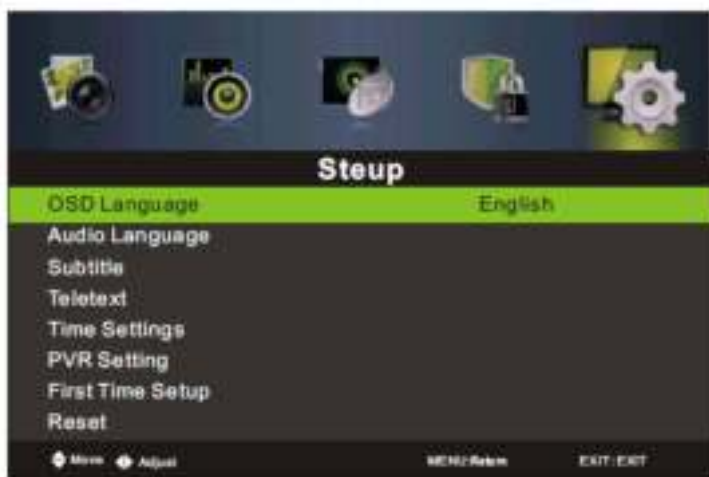 Steup
OSD Language English
Audio Language
Subtitle
Teletext
Time Settings
PVR Setting
First Time Setup
Reset
Move Adjust MENU:Return EXIT:EXIT